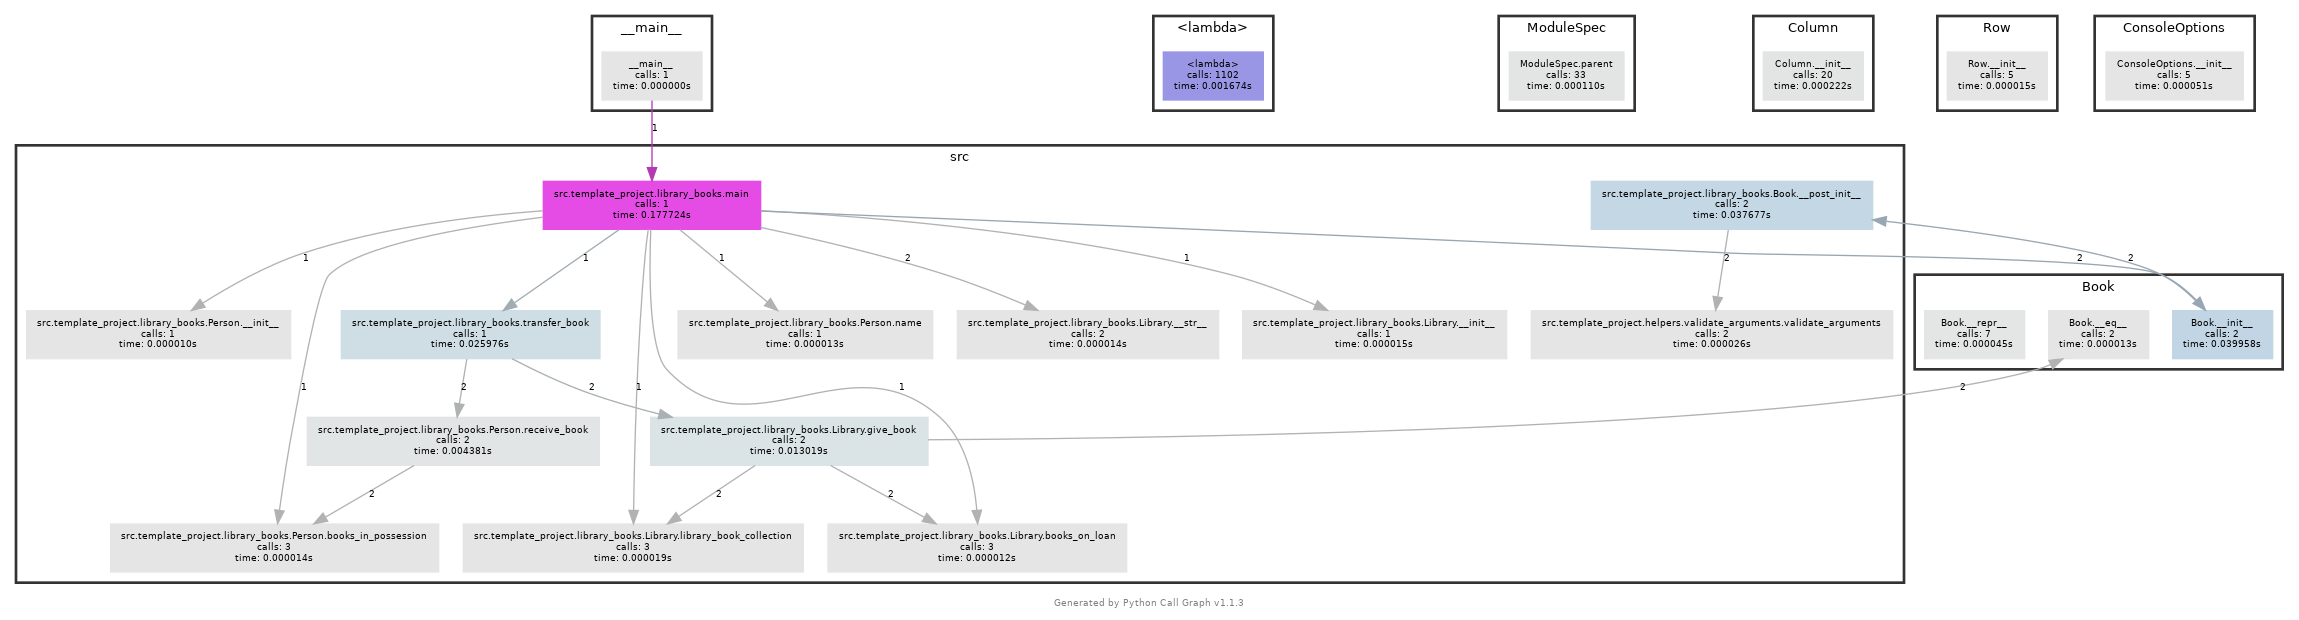 __main__
__main__
calls: 1
time: 0.000000s
<lambda>
<lambda>
calls: 1102
time: 0.001674s
ModuleSpec
ModuleSpec.parent
calls: 33
time: 0.000110s
Column
Column.__init__
calls: 20
time: 0.000222s
Row
Row.__init__
calls: 5
time: 0.000015s
ConsoleOptions
ConsoleOptions.__init__
calls: 5
time: 0.000051s
1
src
src.template_project.library_books.main
calls: 1
time: 0.177724s
src.template_project.library_books.Book.__post_init__
calls: 2
time: 0.037677s
1
1
1
2
1
2
2
2
src.template_project.library_books.Person.__init__
calls: 1
time: 0.000010s
src.template_project.library_books.transfer_book
calls: 1
time: 0.025976s
src.template_project.library_books.Person.name
calls: 1
time: 0.000013s
src.template_project.library_books.Library.__str__
calls: 2
time: 0.000014s
src.template_project.library_books.Library.__init__
calls: 1
time: 0.000015s
src.template_project.helpers.validate_arguments.validate_arguments
calls: 2
time: 0.000026s
Book
Book.__repr__
calls: 7
time: 0.000045s
Book.__eq__
calls: 2
time: 0.000013s
Book.__init__
calls: 2
time: 0.039958s
1
2
2
1
1
2
src.template_project.library_books.Person.receive_book
calls: 2
time: 0.004381s
src.template_project.library_books.Library.give_book
calls: 2
time: 0.013019s
2
2
2
src.template_project.library_books.Person.books_in_possession
calls: 3
time: 0.000014s
src.template_project.library_books.Library.library_book_collection
calls: 3
time: 0.000019s
src.template_project.library_books.Library.books_on_loan
calls: 3
time: 0.000012s
Generated by Python Call Graph v1.1.3